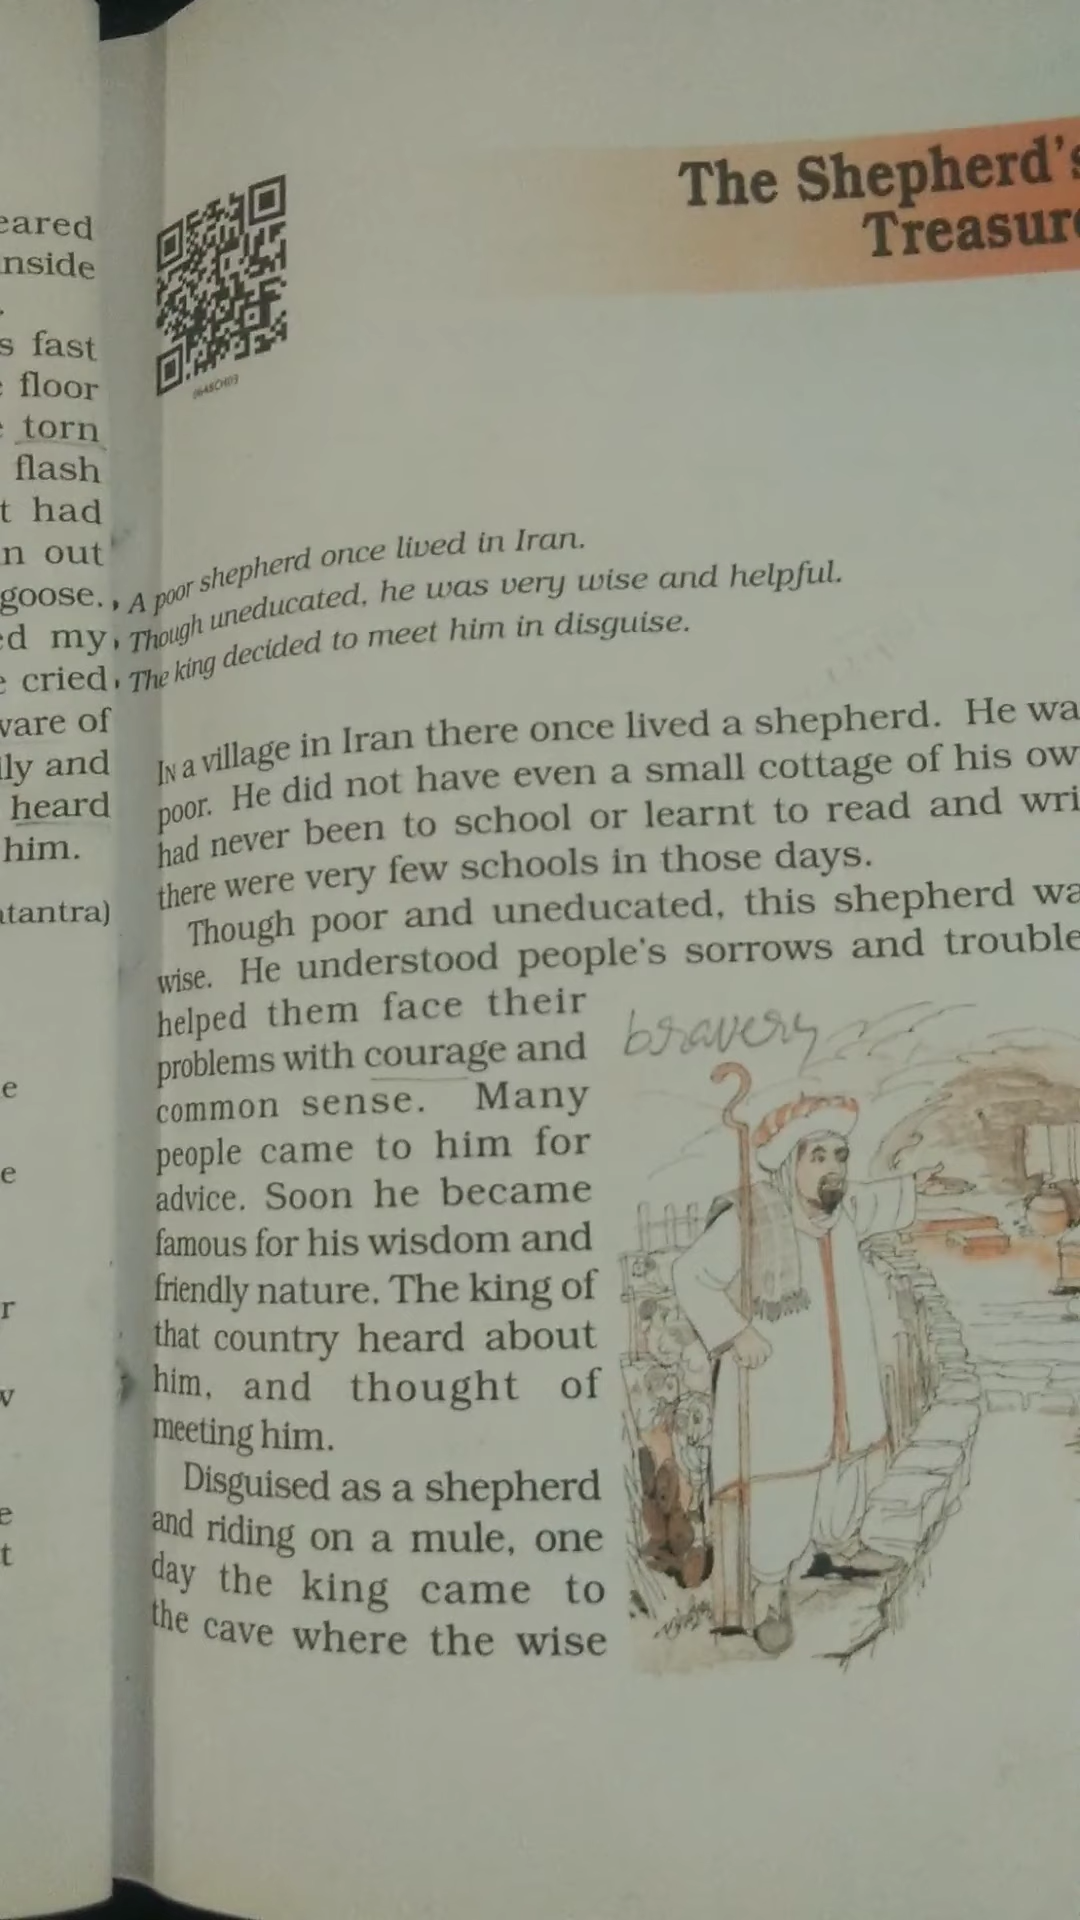 eared
nside
s fast
floor
torn
flash
t had
n out
goose.
ed my
e cried
ware of
lly and
heard
him.
ntantra)
e
e
r
w
e
t
The Shepherd's
Treasure
A poor shepherd once lived in Iran.
Though uneducated, he was very wise and helpful.
The king decided to meet him in disguise.
In a village in Iran there once lived a shepherd. He wa
poor. He did not have even a small cottage of his ow
had never been to school or learnt to read and wri
there were very few schools in those days.
Though poor and uneducated, this shepherd wa
wise. He understood people's sorrows and trouble
helped them face their
problems with courage and
common sense. Many
people came to him for
advice. Soon he became
famous for his wisdom and
friendly nature. The king of
that country heard about
him, and thought of
meeting him.
bravery
Disguised as a shepherd
and riding on a mule, one
day the king came to
the cave where the wise